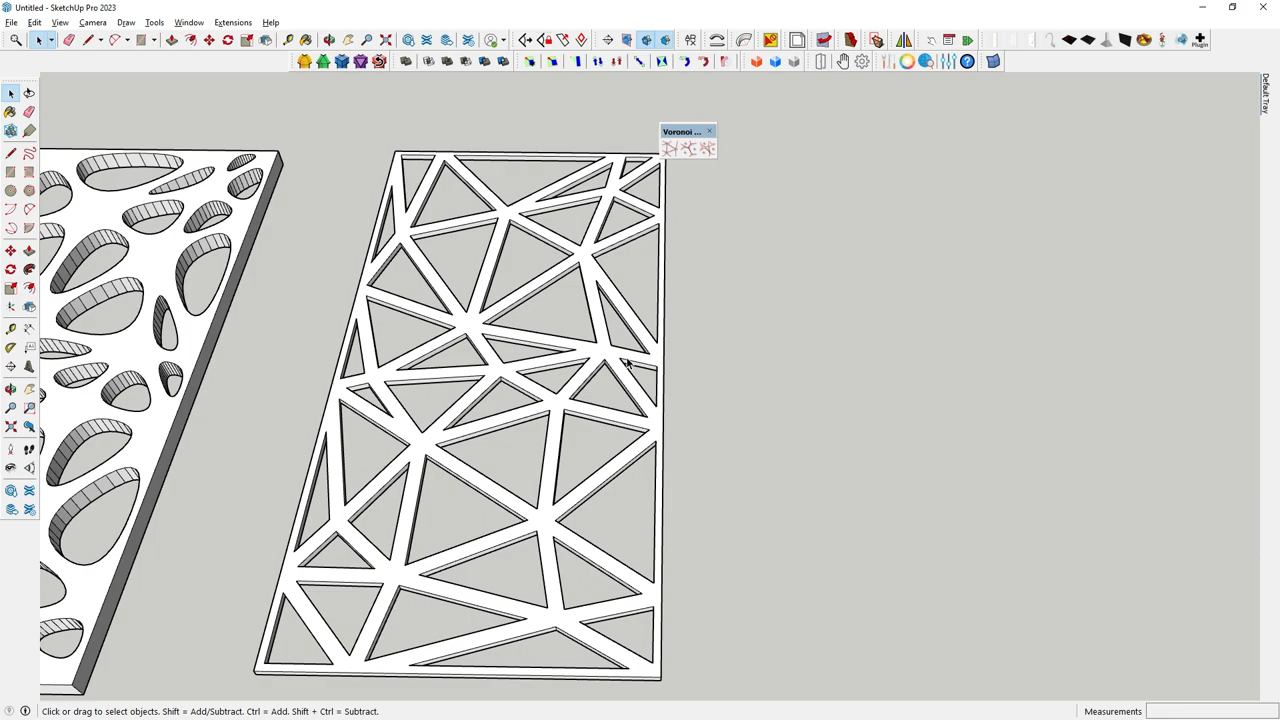 Untitled - SketchUp Pro 2023
File Edit View Camera Draw Tools Window Extensions Help
Plugin
Default Tray
Voronoi ...
Click or drag to select objects. Shift = Add/Subtract. Ctrl = Add. Shift + Ctrl = Subtract.
Measurements